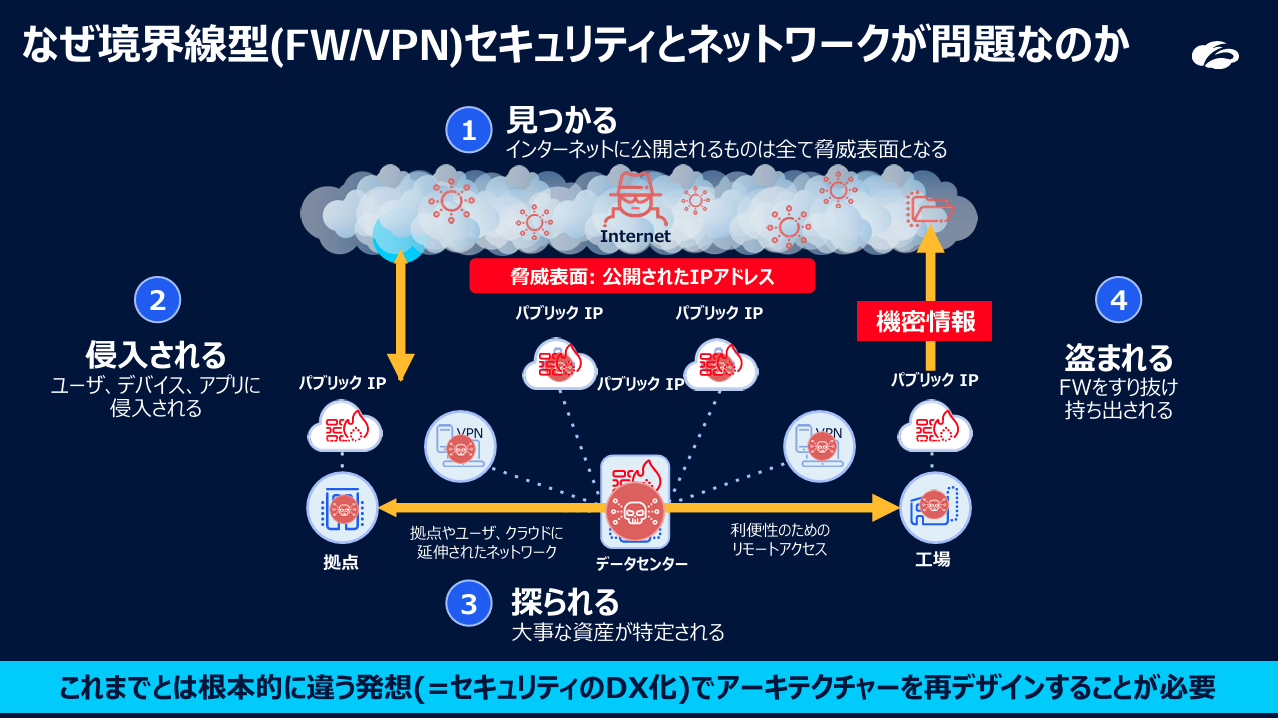 なぜ境界線型(FW/VPN)セキュリティとネットワークが問題なのか
1
見つかる
インターネットに公開されるものは全て脅威表面となる
Internet
脅威表面: 公開されたIPアドレス
2
侵入される
ユーザ、デバイス、アプリに
侵入される
パブリック IP
パブリック IP
パブリック IP
パブリック IP
パブリック IP
機密情報
4
盗まれる
FWをすり抜け
持ち出される
VPN
VPN
拠点やユーザ、クラウドに
延伸されたネットワーク
利便性のための
リモートアクセス
拠点
データセンター
工場
3
探られる
大事な資産が特定される
これまでとは根本的に違う発想(=セキュリティのDX化)でアーキテクチャーを再デザインすることが必要